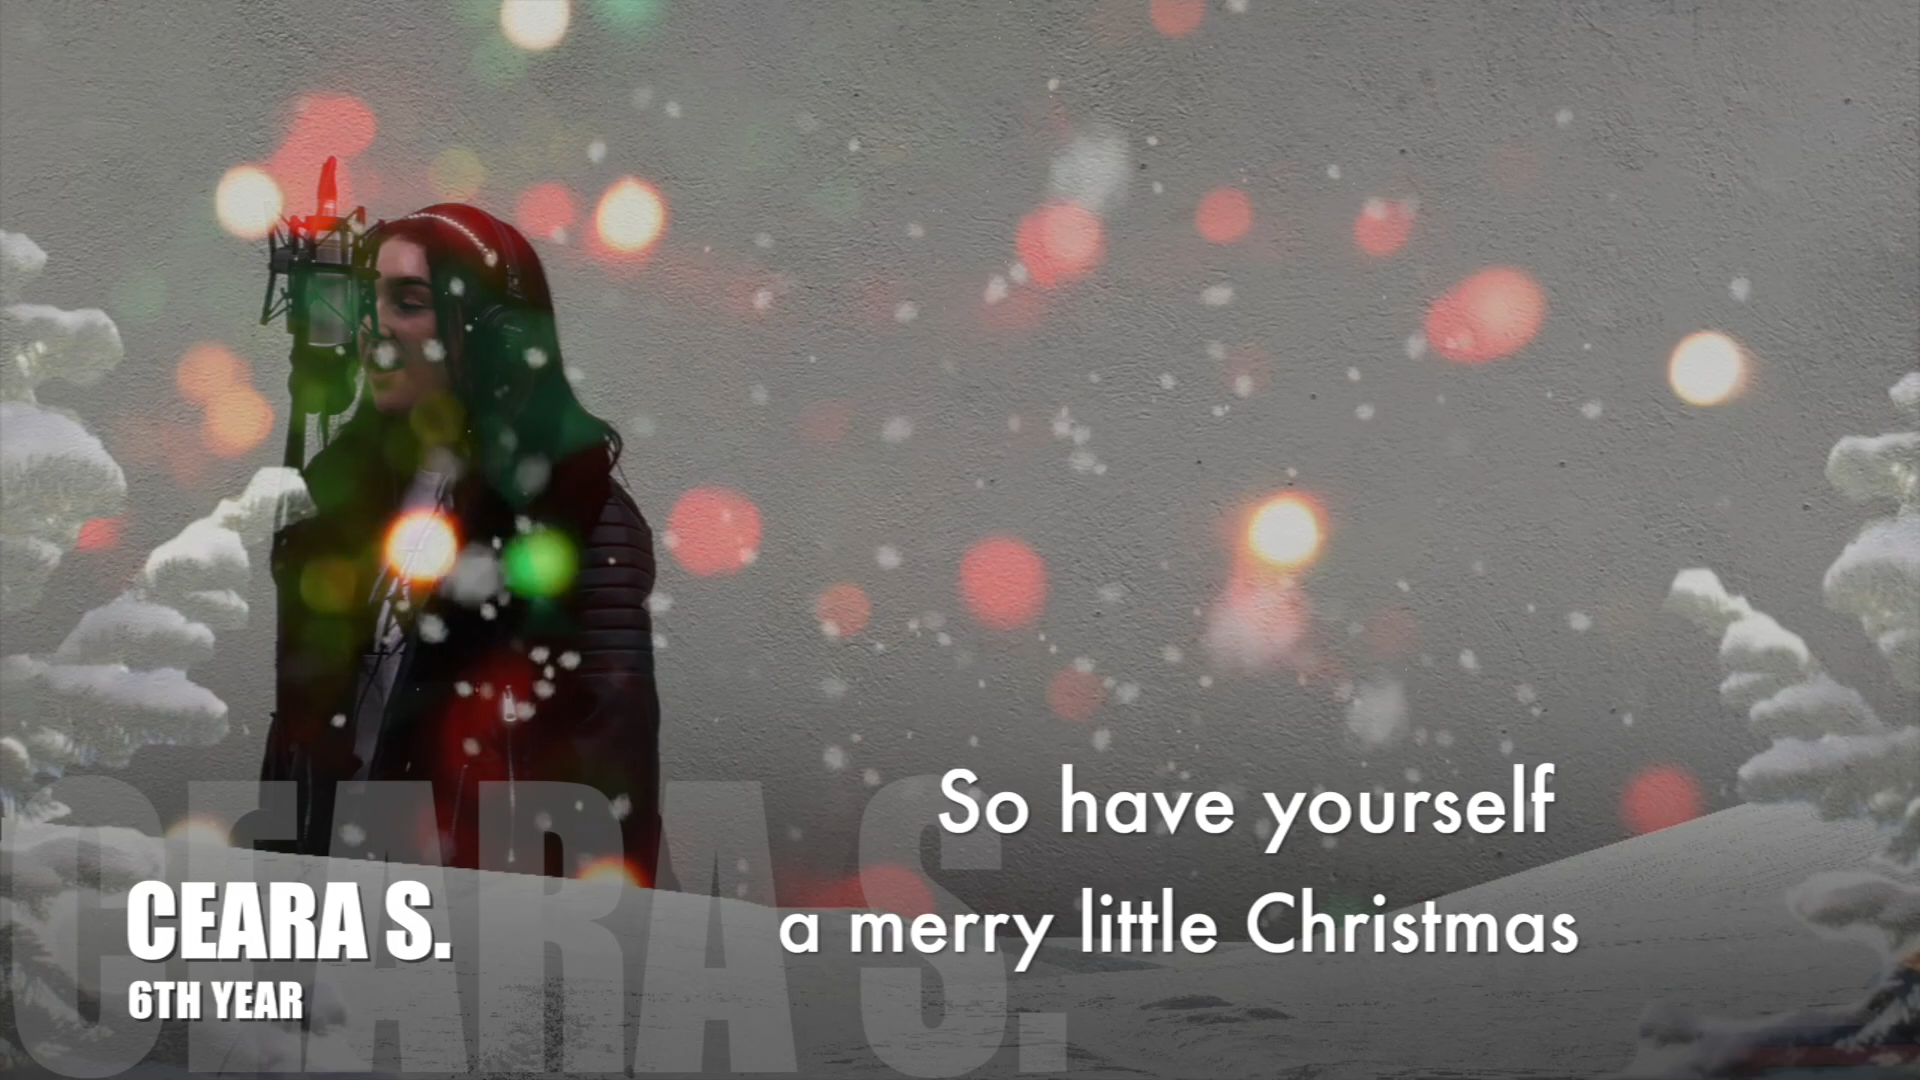 So have yourself
a merry little Christmas
CEARA S.
CEARA S.
6TH YEAR